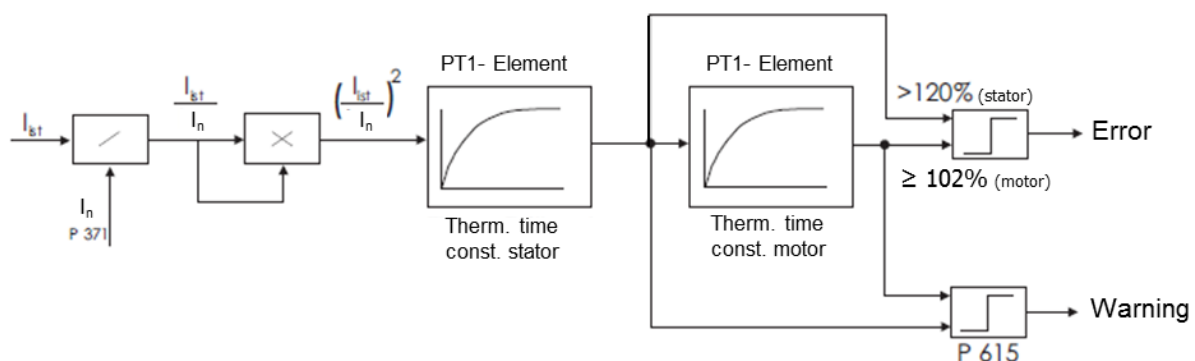 PT1- Element
PT1- Element
>120% (stator)
I_ist
I_ist
I_n
(I_ist / I_n)²
Error
≥ 102% (motor)
I_n
P 371
Therm. time
const. stator
Therm. time
const. motor
Warning
P 615